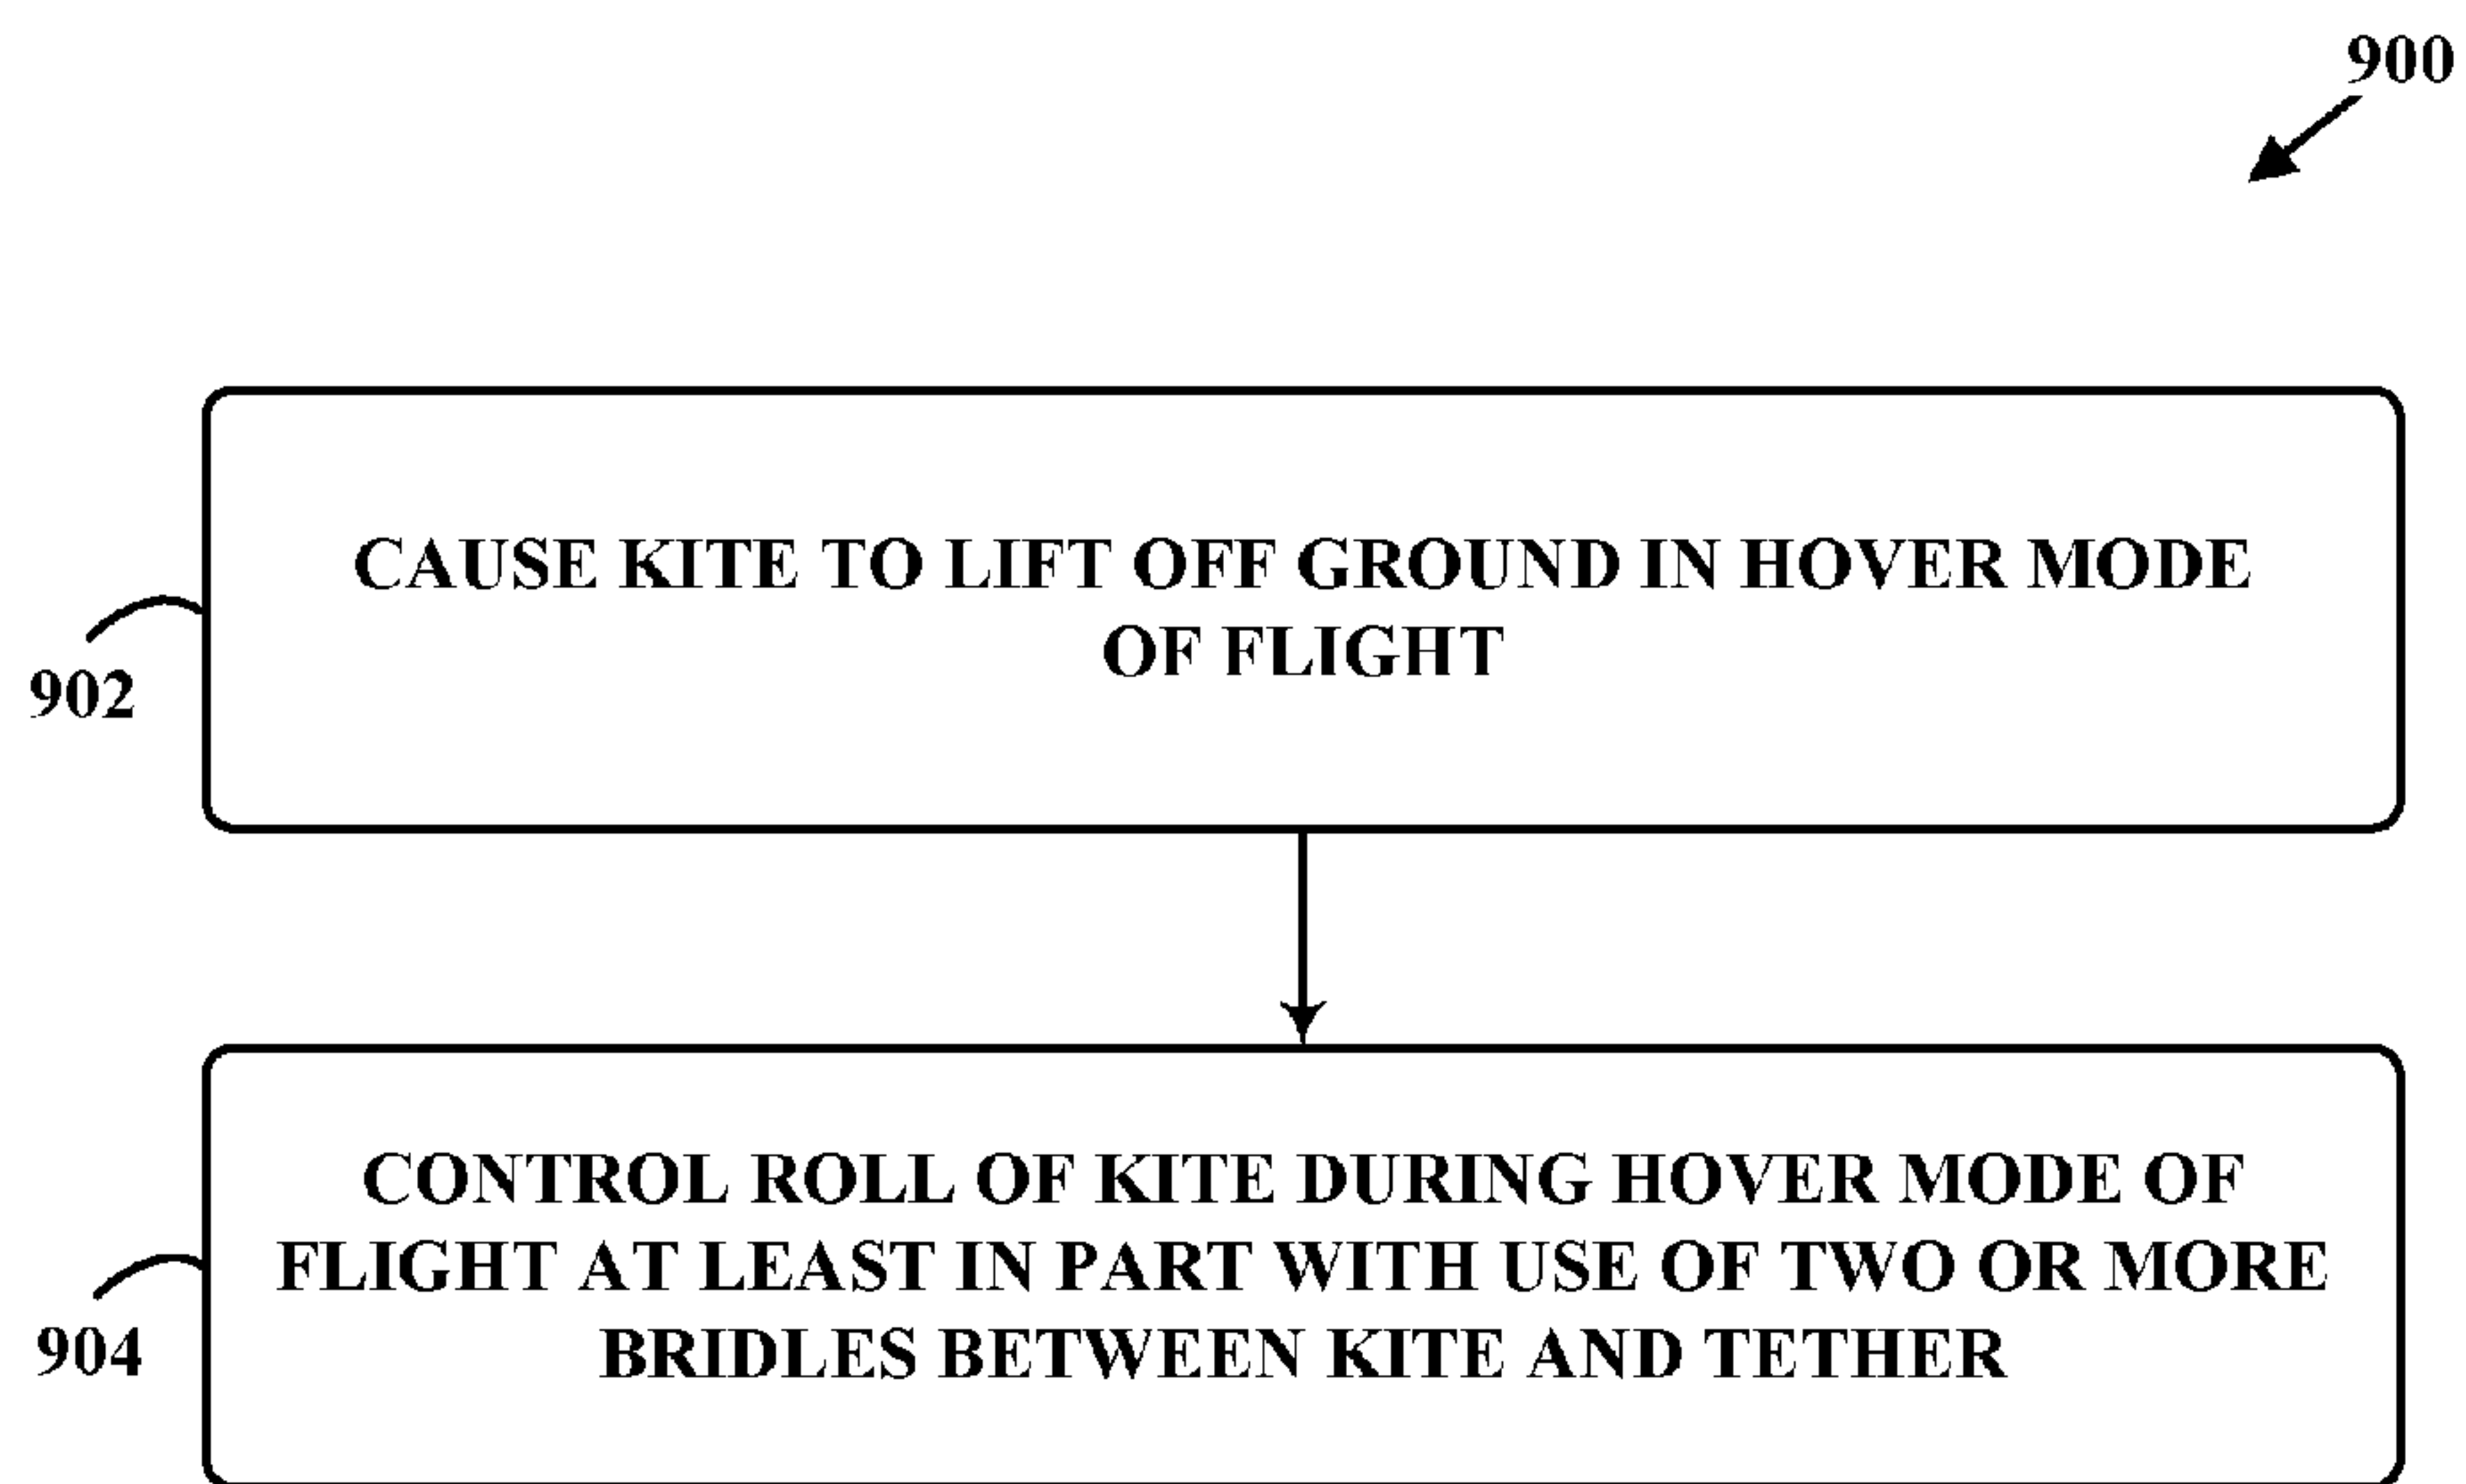 900
CAUSE KITE TO LIFT OFF GROUND IN HOVER MODE
OF FLIGHT
902
CONTROL ROLL OF KITE DURING HOVER MODE OF
FLIGHT AT LEAST IN PART WITH USE OF TWO OR MORE
BRIDLES BETWEEN KITE AND TETHER
904